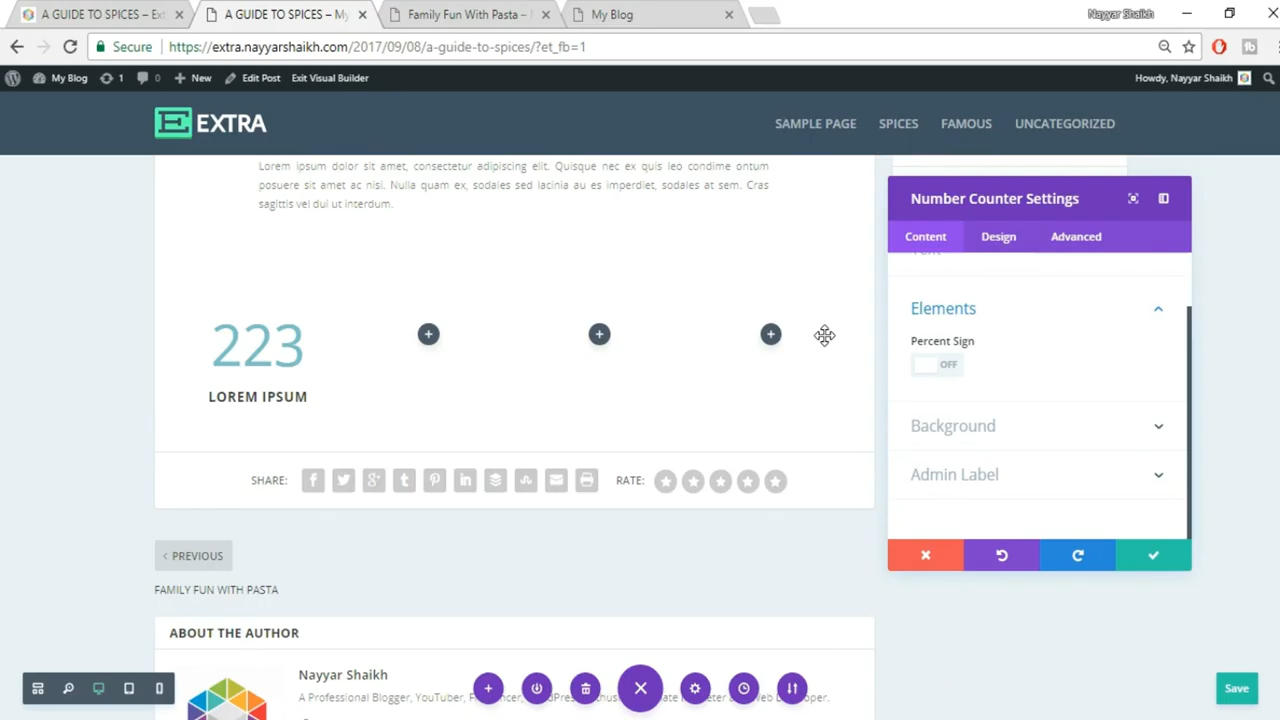 A GUIDE TO SPICES – Ex
A GUIDE TO SPICES – My
Family Fun With Pasta –
My Blog
Nayyar Shaikh
Secure
https://extra.nayyarshaikh.com/2017/09/08/a-guide-to-spices/?et_fb=1
My Blog 1 0 New Edit Post Exit Visual Builder
Howdy, Nayyar Shaikh
E EXTRA
SAMPLE PAGE SPICES FAMOUS UNCATEGORIZED
Lorem ipsum dolor sit amet, consectetur adipiscing elit. Quisque nec ex quis leo condime ontum
posuere sit amet ac nisi. Nulla quam ex, sodales sed lacinia au es imperdiet, sodales at sem. Cras
sagittis vel dui ut interdum.
223
LOREM IPSUM
Number Counter Settings
Content Design Advanced
Elements
Percent Sign
OFF
Background
Admin Label
SHARE:
RATE:
‹ PREVIOUS
FAMILY FUN WITH PASTA
ABOUT THE AUTHOR
Nayyar Shaikh
A Professional Blogger, YouTuber,
Web
Save